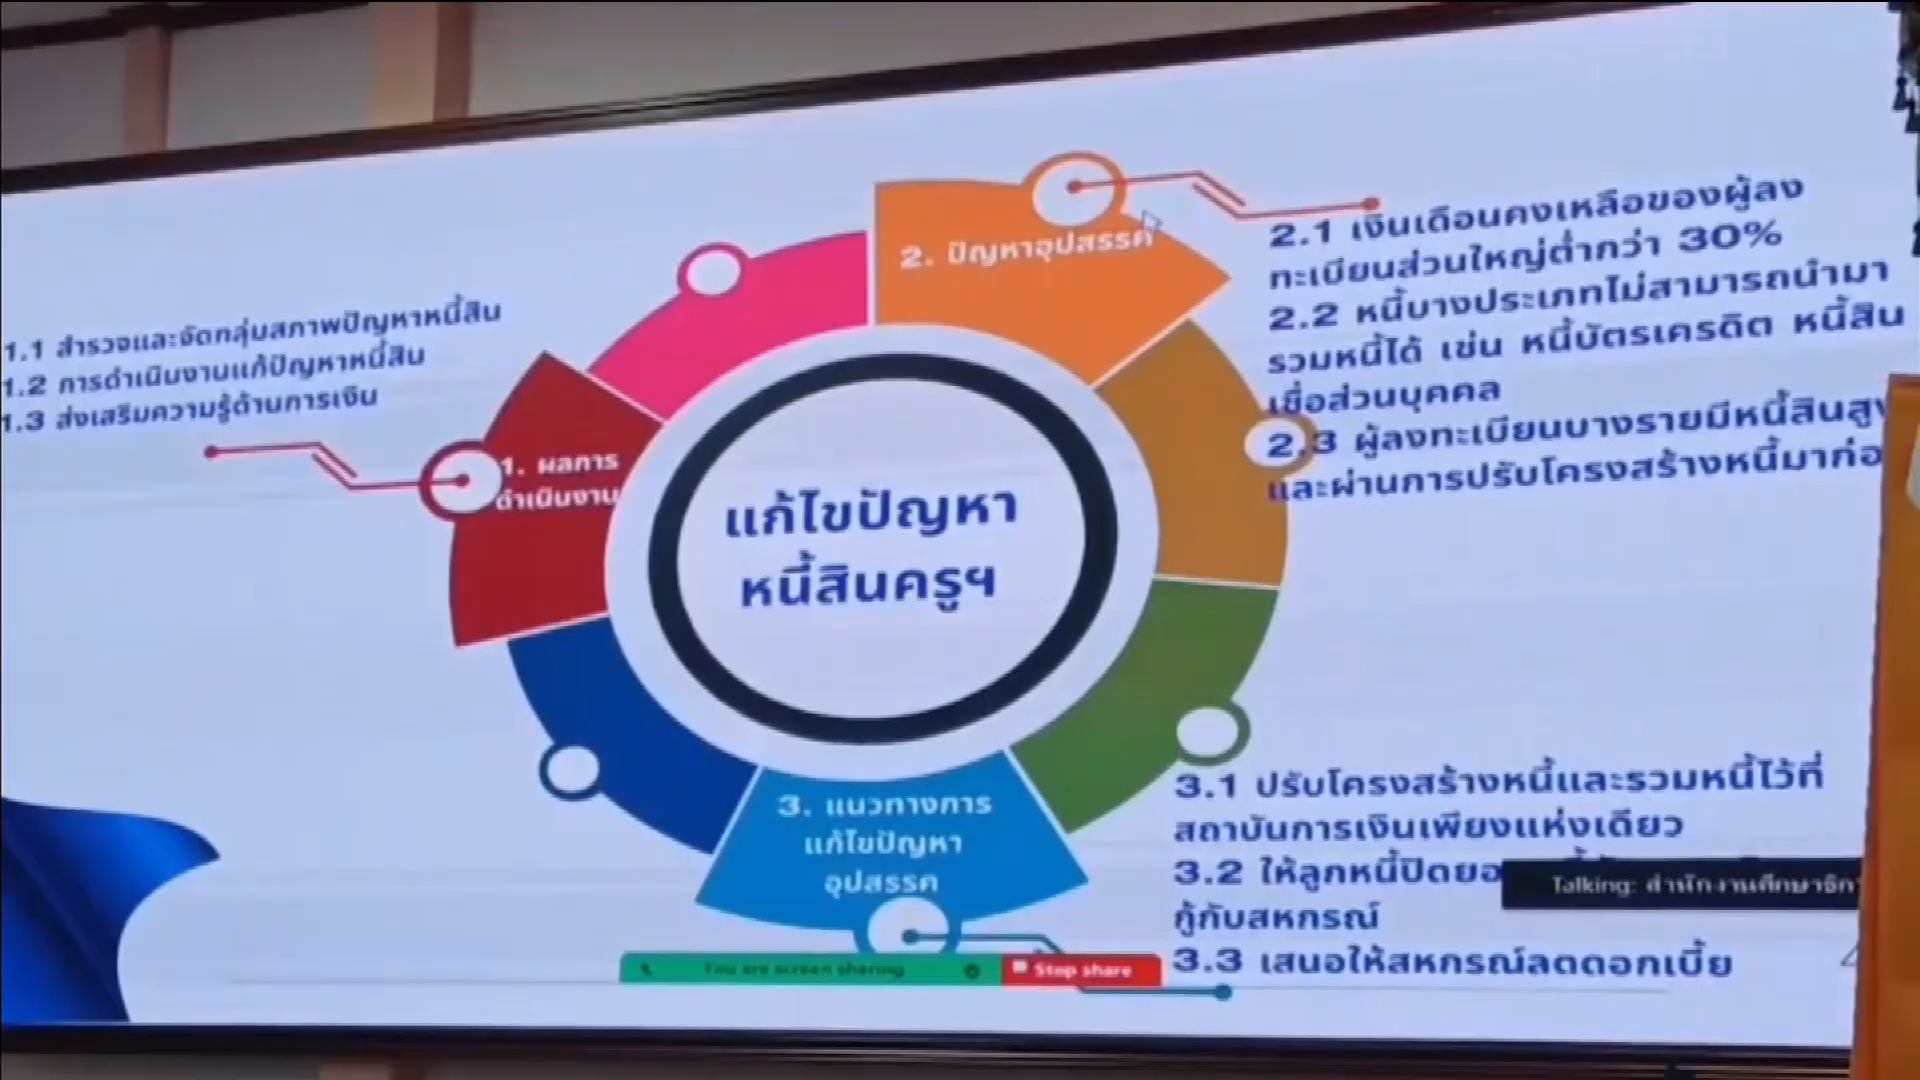 2. ปัญหาอุปสรรค
2.1 เงินเดือนคงเหลือของผู้ลง
ทะเบียนส่วนใหญ่ต่ำกว่า 30%
2.2 หนี้บางประเภทไม่สามารถนำมา
รวมหนี้ได้ เช่น หนี้บัตรเครดิต หนี้สิน
เชื่อส่วนบุคคล
2.3 ผู้ลงทะเบียนบางรายมีหนี้สินสูง
และผ่านการปรับโครงสร้างหนี้มาก่อ
1.1 สำรวจและจัดกลุ่มสภาพปัญหาหนี้สิน
1.2 การดำเนินงานแก้ปัญหาหนี้สิน
1.3 ส่งเสริมความรู้ด้านการเงิน
1. ผลการ
ดำเนินงาน
แก้ไขปัญหา
หนี้สินครูฯ
3. แนวทางการ
แก้ไขปัญหา
อุปสรรค
3.1 ปรับโครงสร้างหนี้และรวมหนี้ไว้ที่
สถาบันการเงินเพียงแห่งเดียว
3.2 ให้ลูกหนี้ปิดยอ
กู้กับสหกรณ์
3.3 เสนอให้สหกรณ์ลดดอกเบี้ย
Talking: สำนักงานศึกษาธิกา
You are screen sharing
Stop share